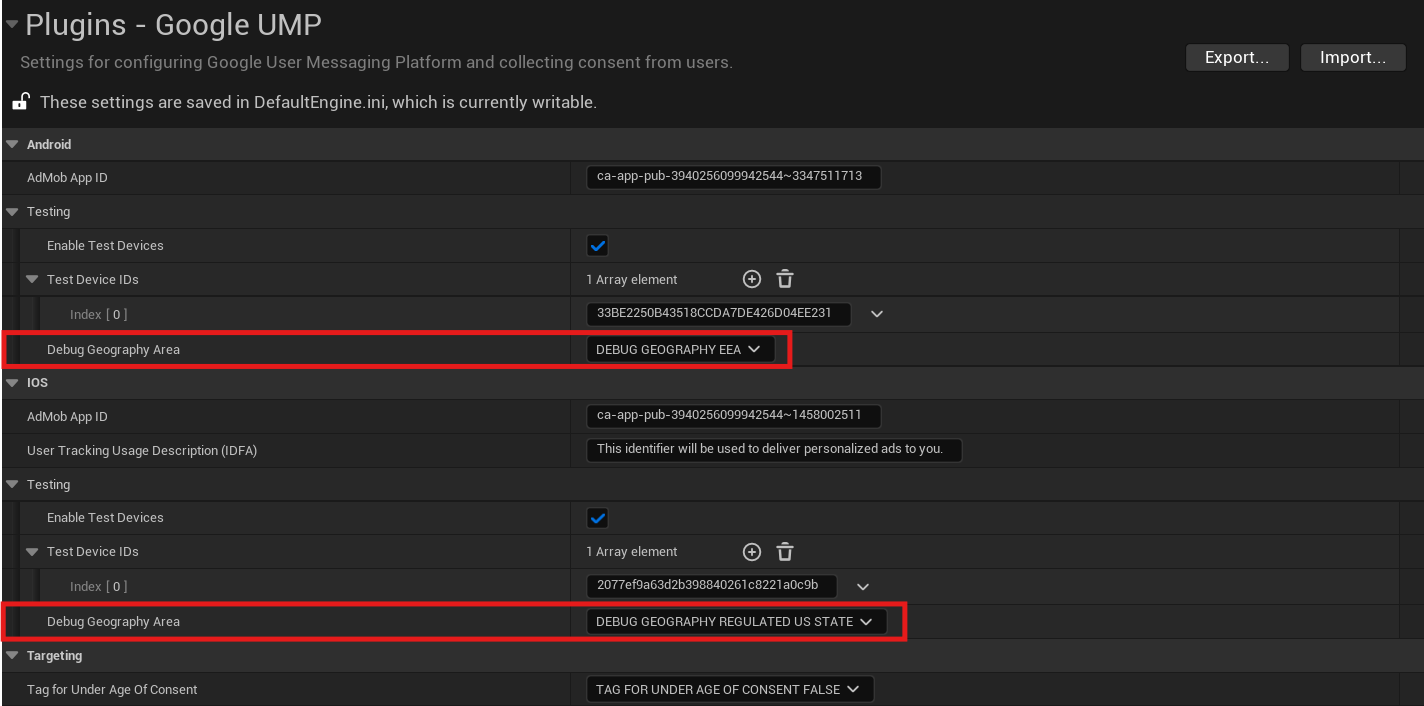 Plugins - Google UMP
Settings for configuring Google User Messaging Platform and collecting consent from users.
Export...
Import...
These settings are saved in DefaultEngine.ini, which is currently writable.
Android
AdMob App ID
ca-app-pub-3940256099942544~3347511713
Testing
Enable Test Devices
Test Device IDs
1 Array element
Index [ 0 ]
33BE2250B43518CCDA7DE426D04EE231
Debug Geography Area
DEBUG GEOGRAPHY EEA
IOS
AdMob App ID
ca-app-pub-3940256099942544~1458002511
User Tracking Usage Description (IDFA)
This identifier will be used to deliver personalized ads to you.
Testing
Enable Test Devices
Test Device IDs
1 Array element
Index [ 0 ]
2077ef9a63d2b398840261c8221a0c9b
Debug Geography Area
DEBUG GEOGRAPHY REGULATED US STATE
Targeting
Tag for Under Age Of Consent
TAG FOR UNDER AGE OF CONSENT FALSE